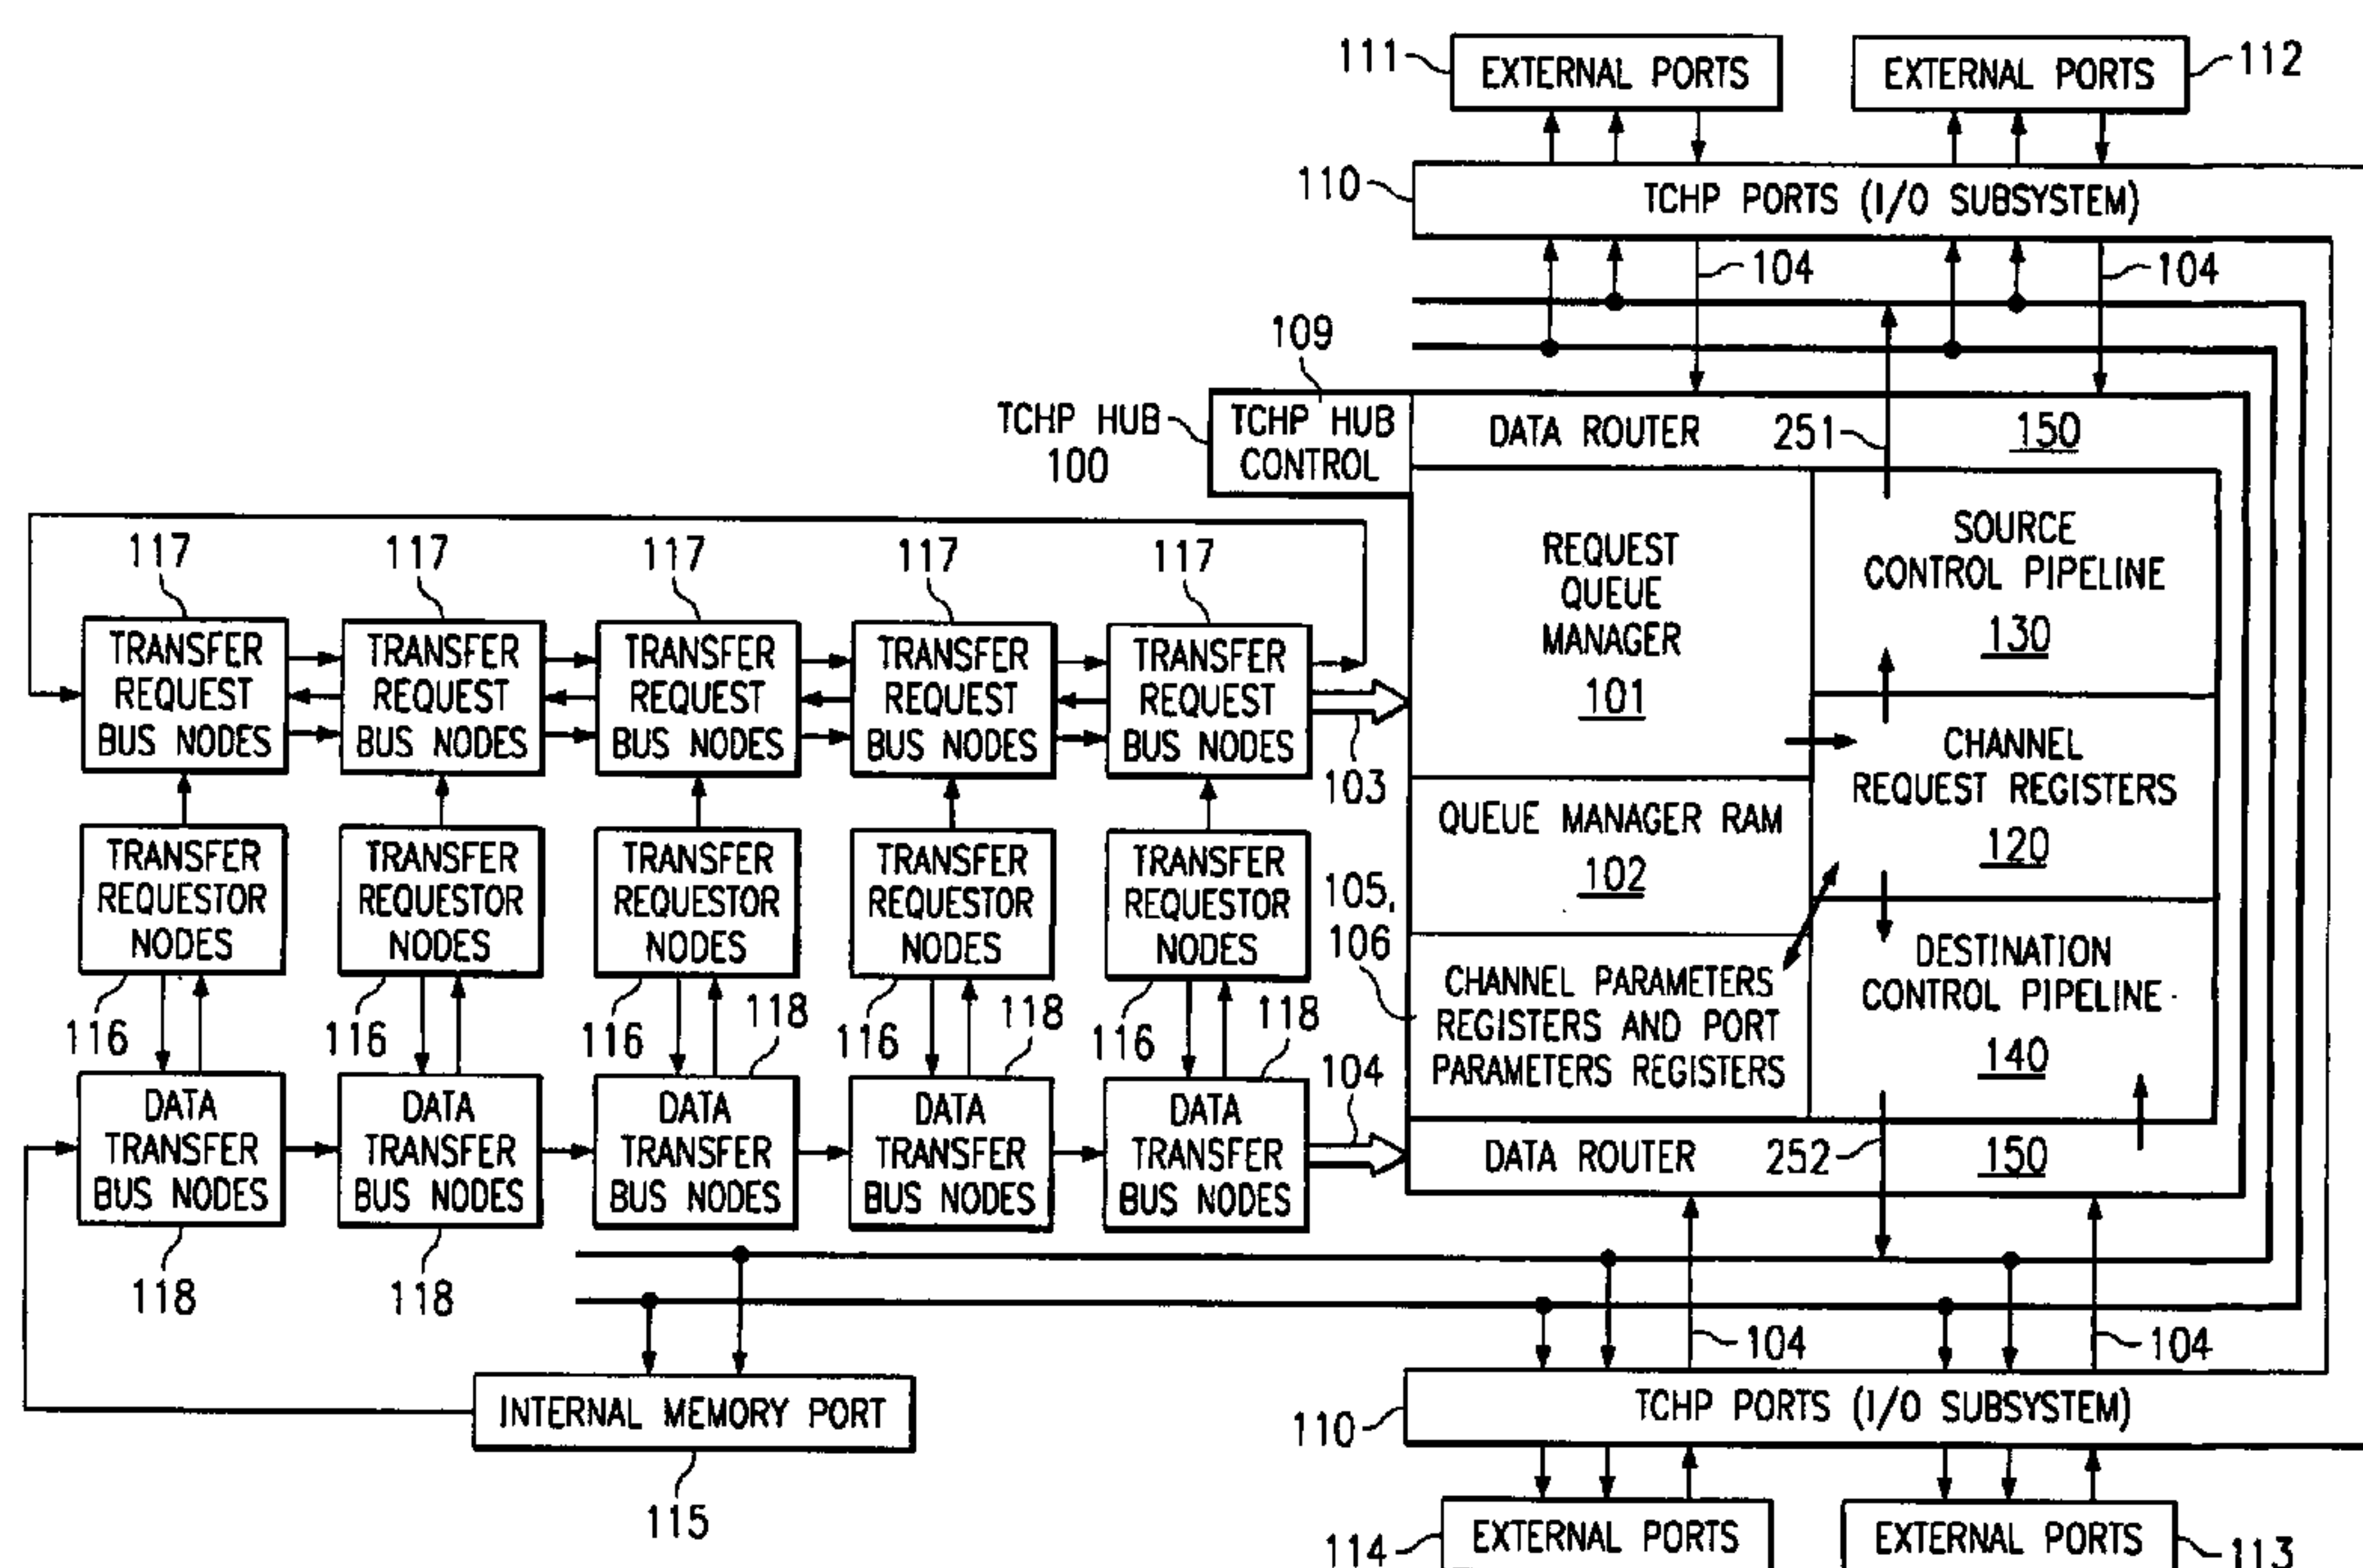 111
EXTERNAL PORTS
EXTERNAL PORTS
112
110
TCHP PORTS (I/O SUBSYSTEM)
104
104
109
TCHP HUB
100
TCHP HUB
CONTROL
DATA ROUTER
251
150
REQUEST
QUEUE
MANAGER
101
SOURCE
CONTROL PIPELINE
130
117
117
117
117
117
TRANSFER
REQUEST
BUS NODES
TRANSFER
REQUEST
BUS NODES
TRANSFER
REQUEST
BUS NODES
TRANSFER
REQUEST
BUS NODES
TRANSFER
REQUEST
BUS NODES
103
CHANNEL
REQUEST REGISTERS
120
QUEUE MANAGER RAM
102
TRANSFER
REQUESTOR
NODES
TRANSFER
REQUESTOR
NODES
TRANSFER
REQUESTOR
NODES
TRANSFER
REQUESTOR
NODES
TRANSFER
REQUESTOR
NODES
105,
106
CHANNEL PARAMETERS
REGISTERS AND PORT
PARAMETERS REGISTERS
DESTINATION
CONTROL PIPELINE
140
116
116
116
118
116
118
116
118
104
DATA
TRANSFER
BUS NODES
DATA
TRANSFER
BUS NODES
DATA
TRANSFER
BUS NODES
DATA
TRANSFER
BUS NODES
DATA
TRANSFER
BUS NODES
DATA ROUTER
252
150
118
118
104
104
INTERNAL MEMORY PORT
115
110
TCHP PORTS (I/O SUBSYSTEM)
114
EXTERNAL PORTS
EXTERNAL PORTS
113